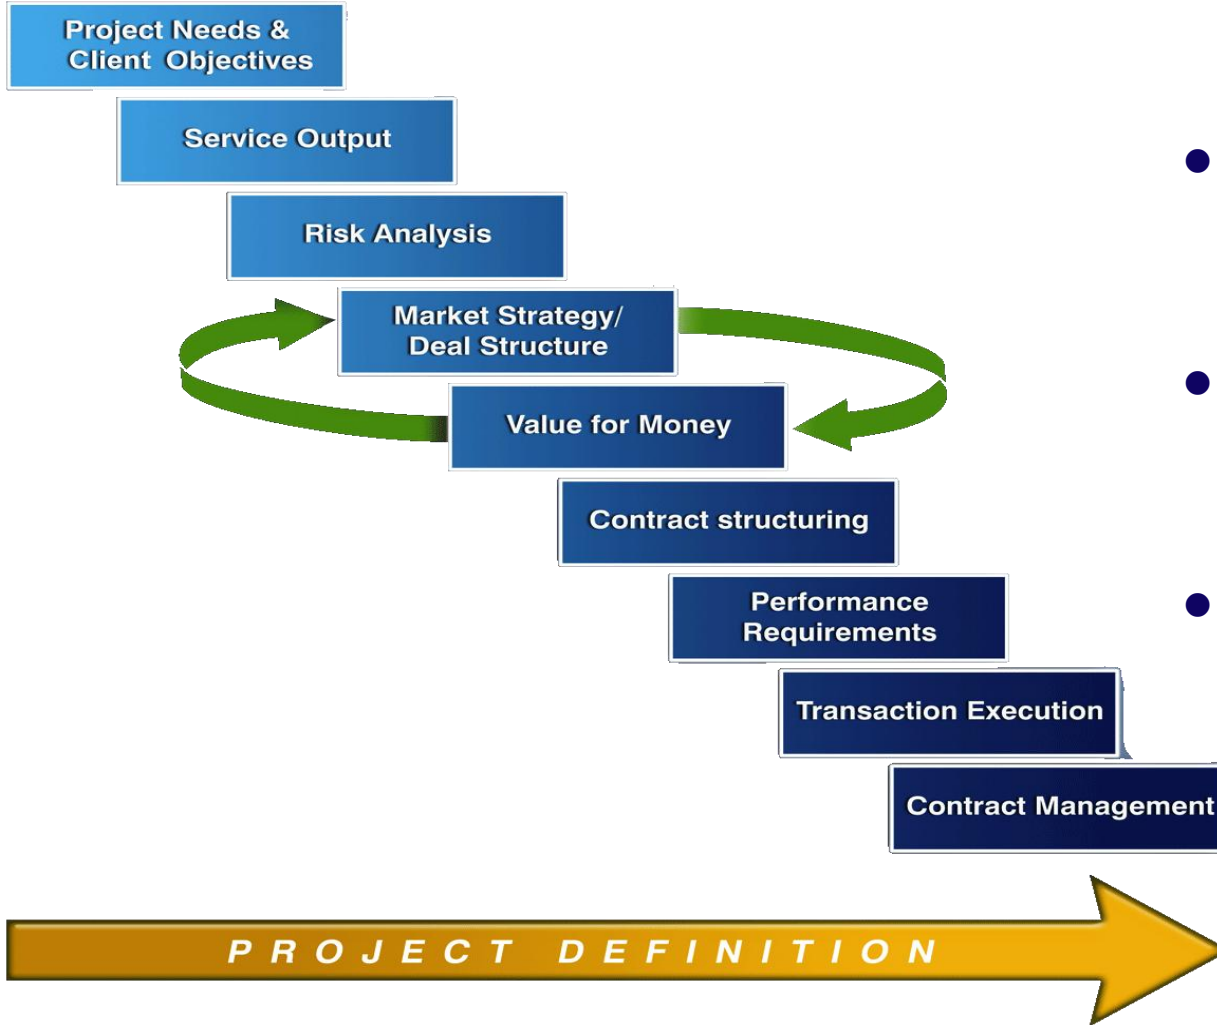 Project Needs &
Client Objectives
Service Output
Risk Analysis
Market Strategy/
Deal Structure
Value for Money
Contract structuring
Performance
Requirements
Transaction Execution
Contract Management
PROJECT DEFINITION